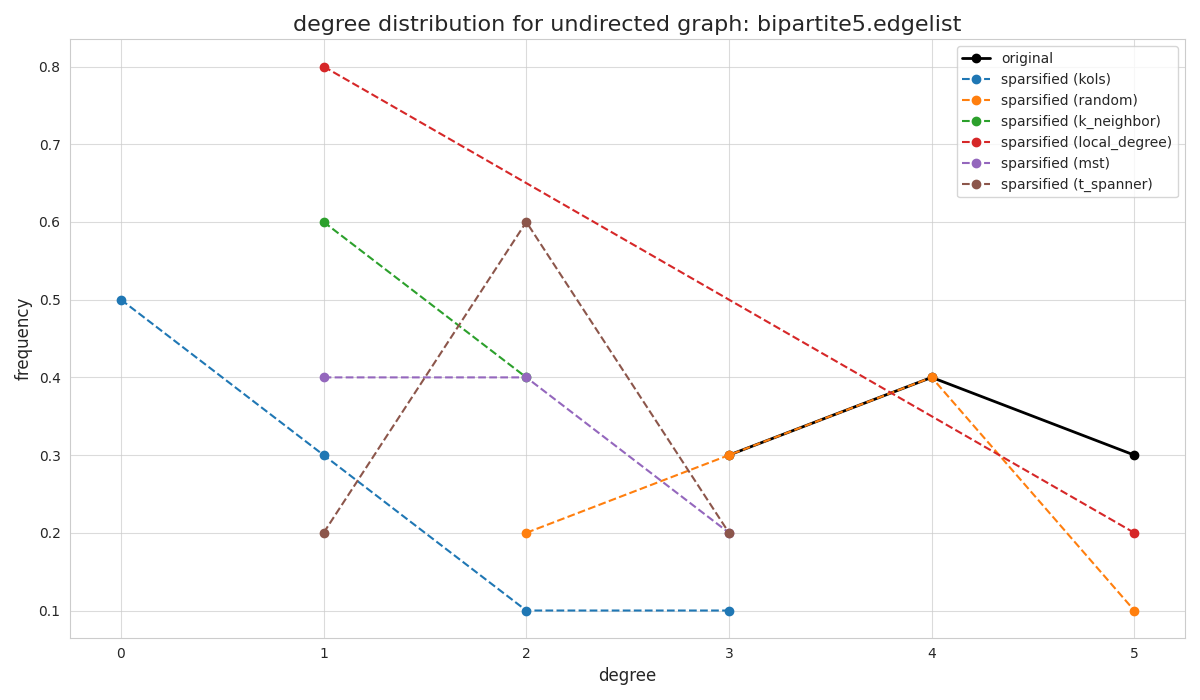 degree distribution for undirected graph: bipartite5.edgelist
original
sparsified (kols)
sparsified (random)
sparsified (k_neighbor)
sparsified (local_degree)
sparsified (mst)
sparsified (t_spanner)
frequency
0.8
0.7
0.6
0.5
0.4
0.3
0.2
0.1
0 1 2 3 4 5
degree